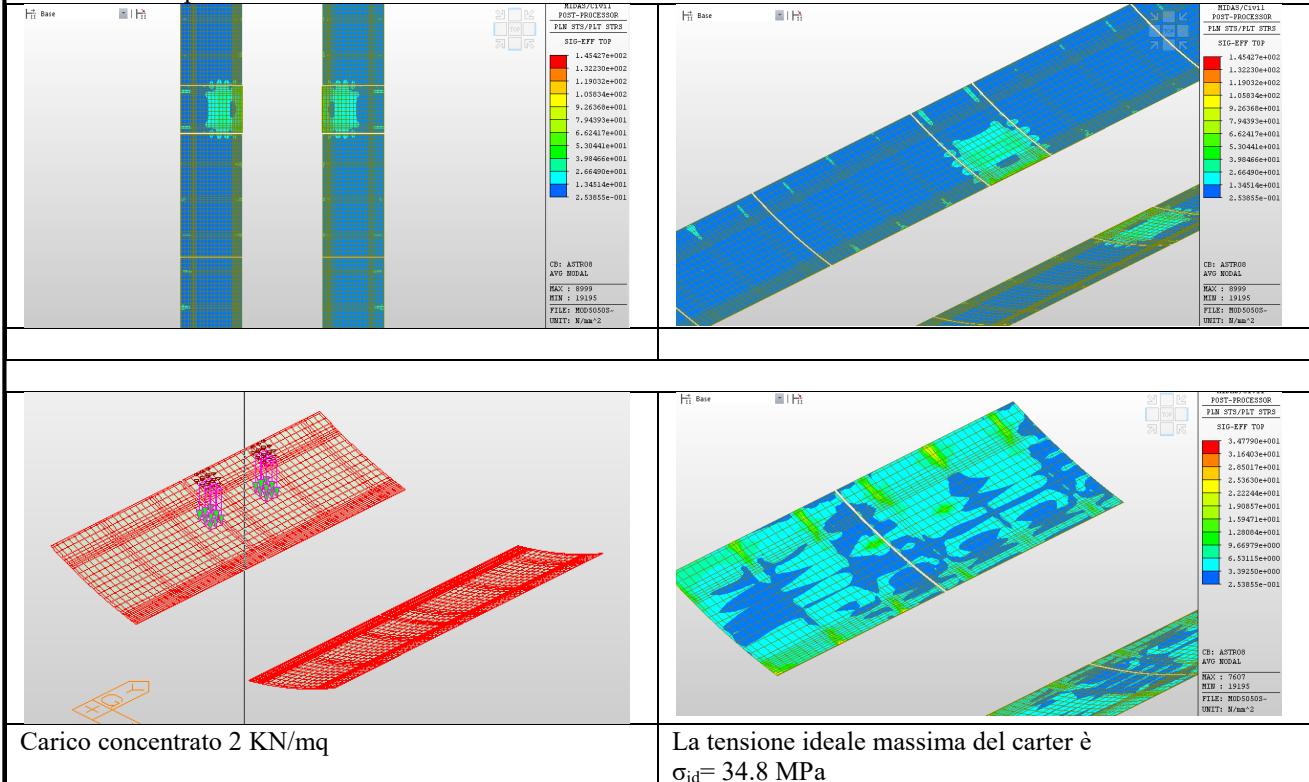 Base
TOP
MIDAS/Civil
POST-PROCESSOR
PLN STS/PLT STRS
SIG-EFF TOP
1.45427e+002
1.32230e+002
1.19032e+002
1.05834e+002
9.26368e+001
7.94393e+001
6.62417e+001
5.30441e+001
3.98466e+001
2.66490e+001
1.34514e+001
2.53855e-001
CB: ASTR08
AVG NODAL
MAX : 8999
MIN : 19195
FILE: MOD5050S~
UNIT: N/mm^2
Base
TOP
MIDAS/Civil
POST-PROCESSOR
PLN STS/PLT STRS
SIG-EFF TOP
1.45427e+002
1.32230e+002
1.19032e+002
1.05834e+002
9.26368e+001
7.94393e+001
6.62417e+001
5.30441e+001
3.98466e+001
2.66490e+001
1.34514e+001
2.53855e-001
CB: ASTR08
AVG NODAL
MAX : 8999
MIN : 19195
FILE: MOD5050S~
UNIT: N/mm^2
Base
TOP
POST-PROCESSOR
PLN STS/PLT STRS
SIG-EFF TOP
3.47790e+001
3.16403e+001
2.85017e+001
2.53630e+001
2.22244e+001
1.90857e+001
1.59471e+001
1.28084e+001
9.66979e+000
6.53115e+000
3.39250e+000
2.53855e-001
CB: ASTR08
AVG NODAL
MAX : 7607
MIN : 19195
FILE: MOD5050S~
UNIT: N/mm^2
Carico concentrato 2 KN/mq
La tensione ideale massima del carter è
σid= 34.8 MPa